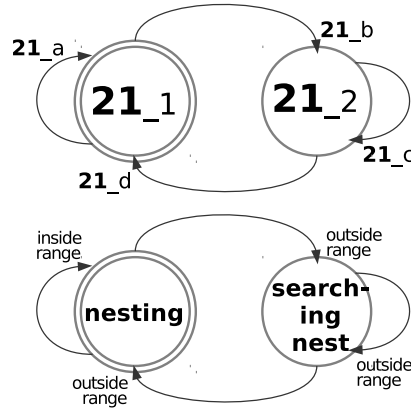 21_a
21_b
21_1
21_2
21_c
21_d
inside
range
outside
range
nesting
search-
ing
nest
outside
range
outside
range